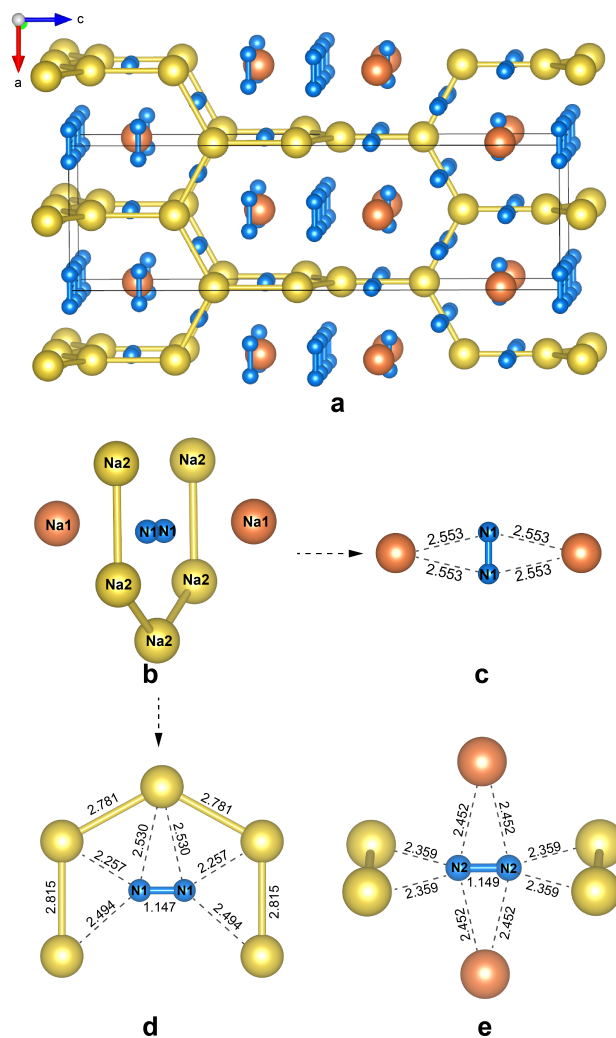 c
a
a
Na2
Na2
Na1
N1 N1
Na1
Na2
Na2
Na2
b
N1
2.553
2.553
2.553
2.553
N1
c
2.781
2.781
2.530
2.530
2.257
2.257
N1
N1
2.815
1.147
2.815
2.494
2.494
d
2.452
2.452
2.359
2.359
N2
N2
2.359
1.149
2.359
2.452
2.452
e